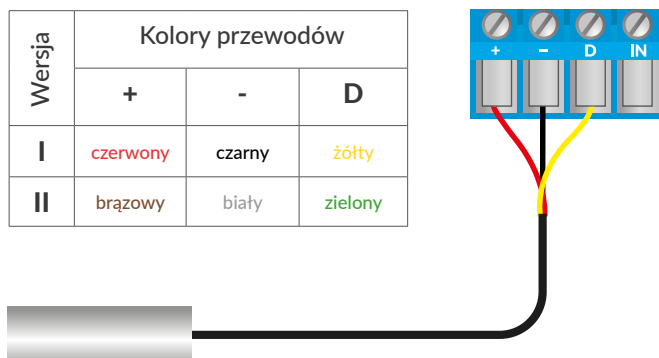 Wersja
Kolory przewodów
+ - D
I czerwony czarny żółty
II brązowy biały zielony
+ – D IN